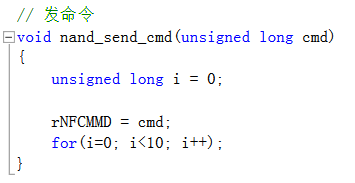 // 发命令
void nand_send_cmd(unsigned long cmd)
{
    unsigned long i = 0;

    rNFCMMD = cmd;
    for(i=0; i<10; i++);
}